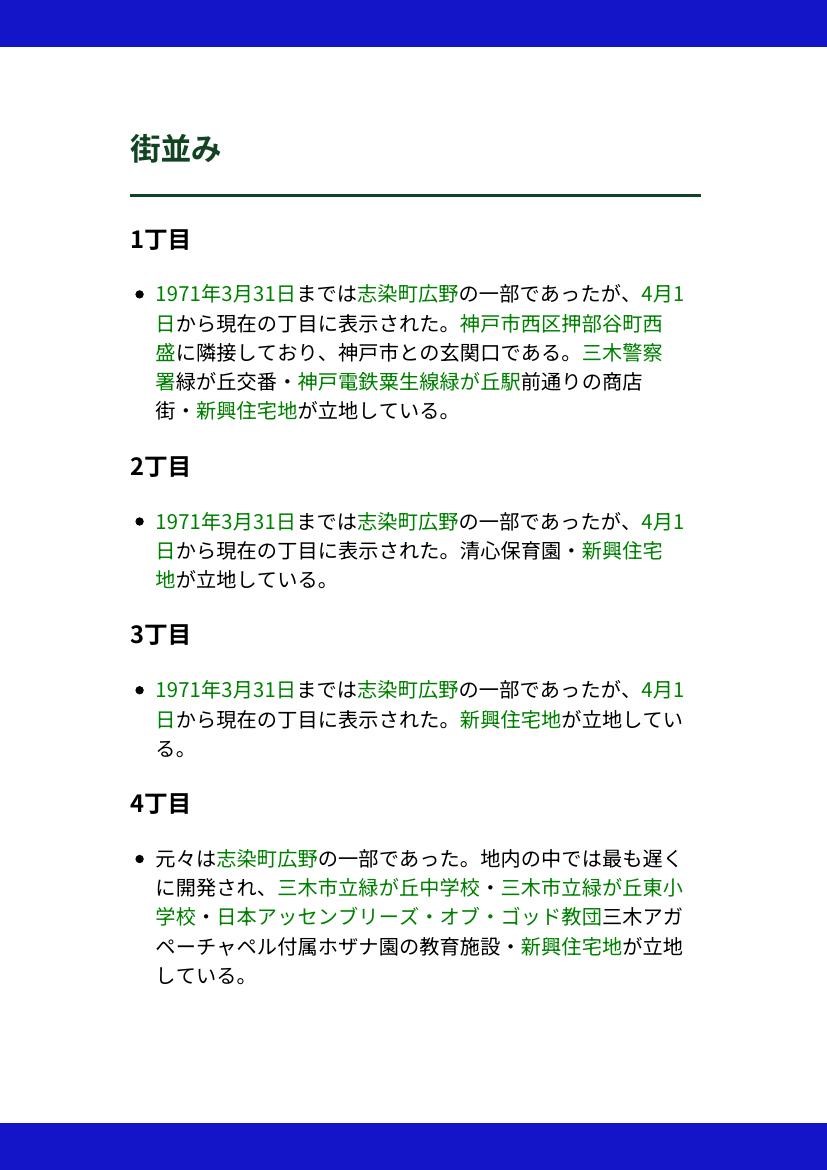 街並み
1丁目
• 1971年3月31日までは志染町広野の一部であったが、4月1
日から現在の丁目に表示された。神戸市西区押部谷町西
盛に隣接しており、神戸市との玄関口である。三木警察
署緑が丘交番・神戸電鉄粟生線緑が丘駅前通りの商店
街・新興住宅地が立地している。
2丁目
• 1971年3月31日までは志染町広野の一部であったが、4月1
日から現在の丁目に表示された。清心保育園・新興住宅
地が立地している。
3丁目
• 1971年3月31日までは志染町広野の一部であったが、4月1
日から現在の丁目に表示された。新興住宅地が立地してい
る。
4丁目
• 元々は志染町広野の一部であった。地内の中では最も遅く
に開発され、三木市立緑が丘中学校・三木市立緑が丘東小
学校・日本アッセンブリーズ・オブ・ゴッド教団三木アガ
ペーチャペル付属ホザナ園の教育施設・新興住宅地が立地
している。